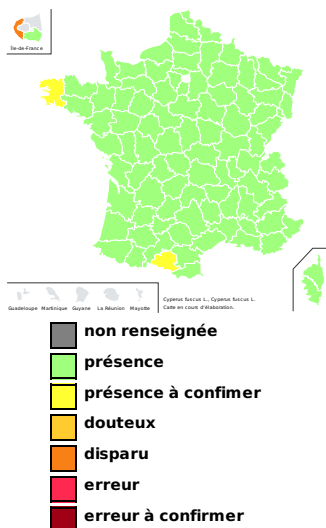 Île-de-France
Guadeloupe Martinique Guyane La Réunion Mayotte
Cyperus fuscus L., Cyperus fuscus L.
Carte en cours d'élaboration.
non renseignée
présence
présence à confimer
douteux
disparu
erreur
erreur à confirmer